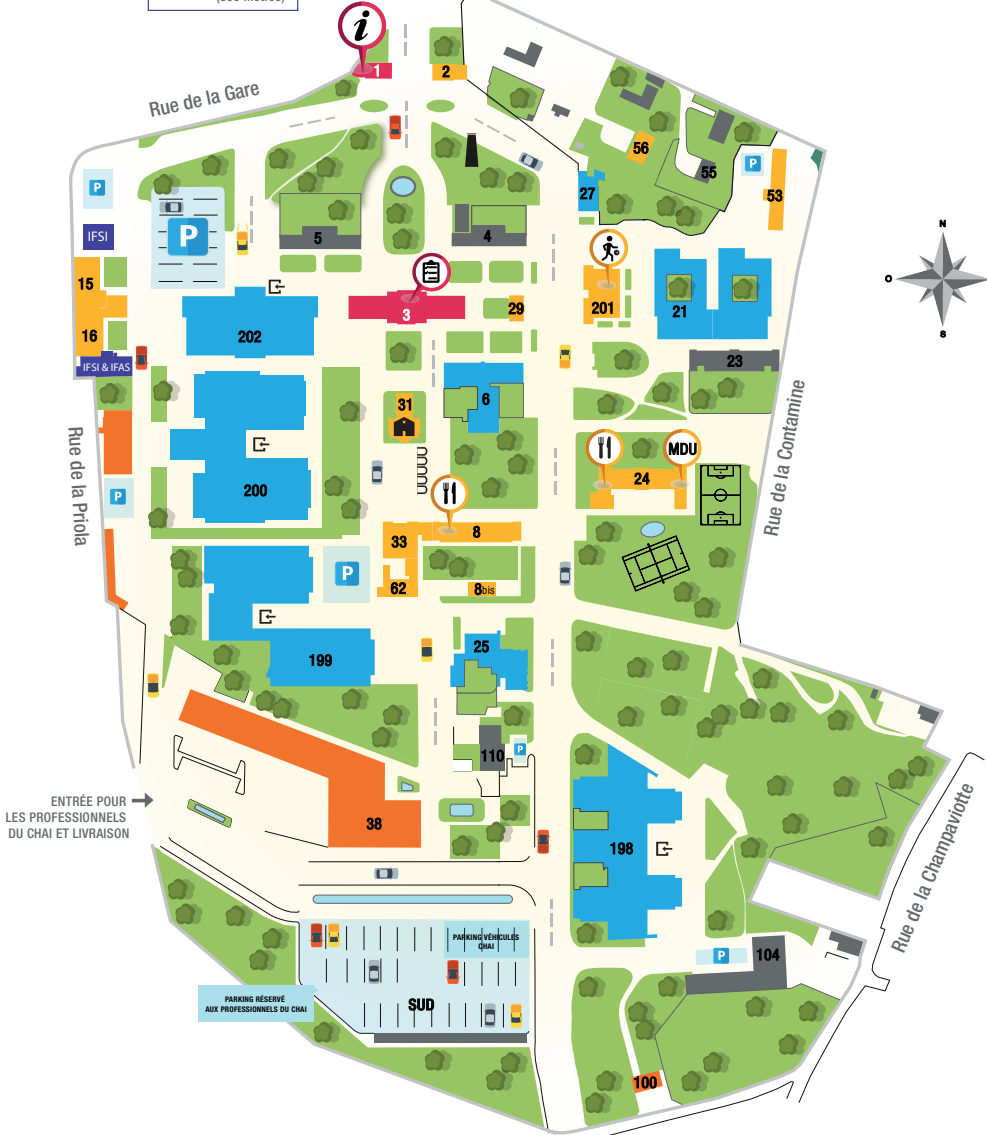 (300 mètres)
i
1
2
Rue de la Gare
56
55
P
53
27
P
P
IFSI
5
4
N
O
S
15
3
29
201
21
16
202
IFSI & IFAS
23
6
31
Rue de la Priola
Rue de la Contamine
MDU
24
200
P
33
8
P
62
8bis
199
25
110
P
ENTRÉE POUR
LES PROFESSIONNELS
DU CHAI ET LIVRAISON
38
198
Rue de la Champaviotte
PARKING VÉHICULES
CHAI
104
P
PARKING RÉSERVÉ
AUX PROFESSIONNELS DU CHAI
SUD
100